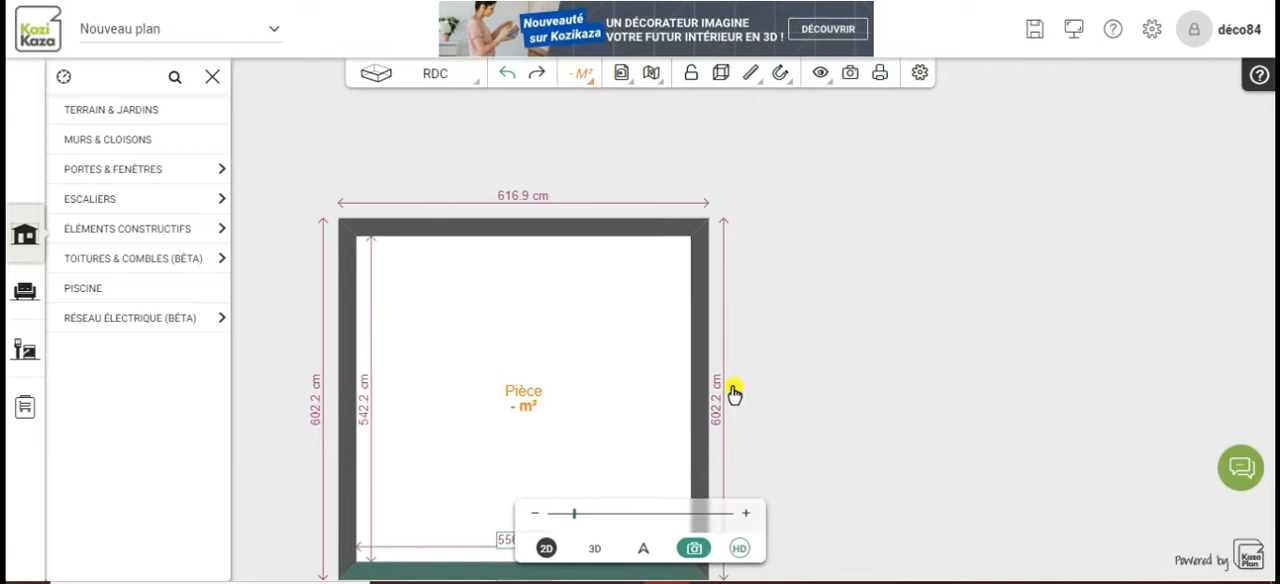 Kozi
Kaza
Nouveau plan
Nouveauté
sur Kozikaza
UN DÉCORATEUR IMAGINE
VOTRE FUTUR INTÉRIEUR EN 3D !
DÉCOUVRIR
déco84
RDC
- M²
TERRAIN & JARDINS
MURS & CLOISONS
PORTES & FENÊTRES
ESCALIERS
ÉLÉMENTS CONSTRUCTIFS
TOITURES & COMBLES (BÊTA)
PISCINE
RÉSEAU ÉLECTRIQUE (BÊTA)
616.9 cm
602.2 cm
542.2 cm
Pièce
- m²
602.2 cm
2D
3D
HD
Powered by
Kaza
Plan